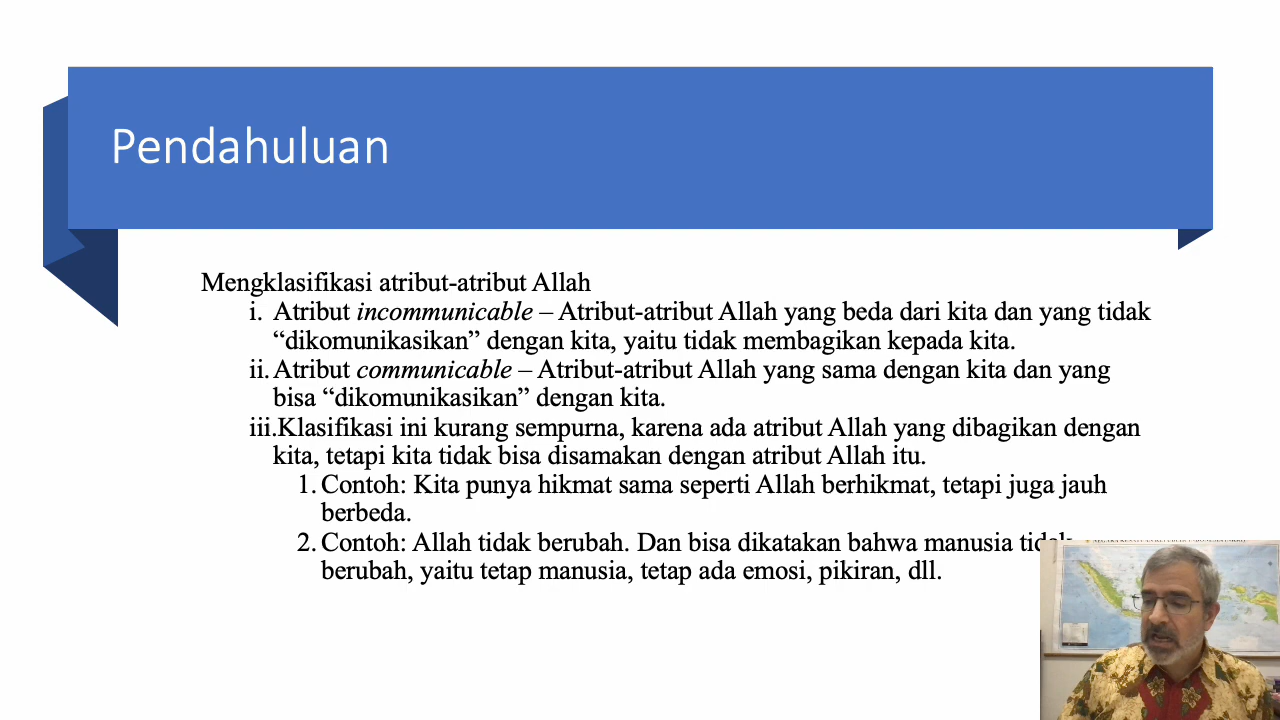 Pendahuluan
Mengklasifikasi atribut-atribut Allah
i. Atribut incommunicable – Atribut-atribut Allah yang beda dari kita dan yang tidak
“dikomunikasikan” dengan kita, yaitu tidak membagikan kepada kita.
ii. Atribut communicable – Atribut-atribut Allah yang sama dengan kita dan yang
bisa “dikomunikasikan” dengan kita.
iii.Klasifikasi ini kurang sempurna, karena ada atribut Allah yang dibagikan dengan
kita, tetapi kita tidak bisa disamakan dengan atribut Allah itu.
1. Contoh: Kita punya hikmat sama seperti Allah berhikmat, tetapi juga jauh
berbeda.
2. Contoh: Allah tidak berubah. Dan bisa dikatakan bahwa manusia tidak
berubah, yaitu tetap manusia, tetap ada emosi, pikiran, dll.